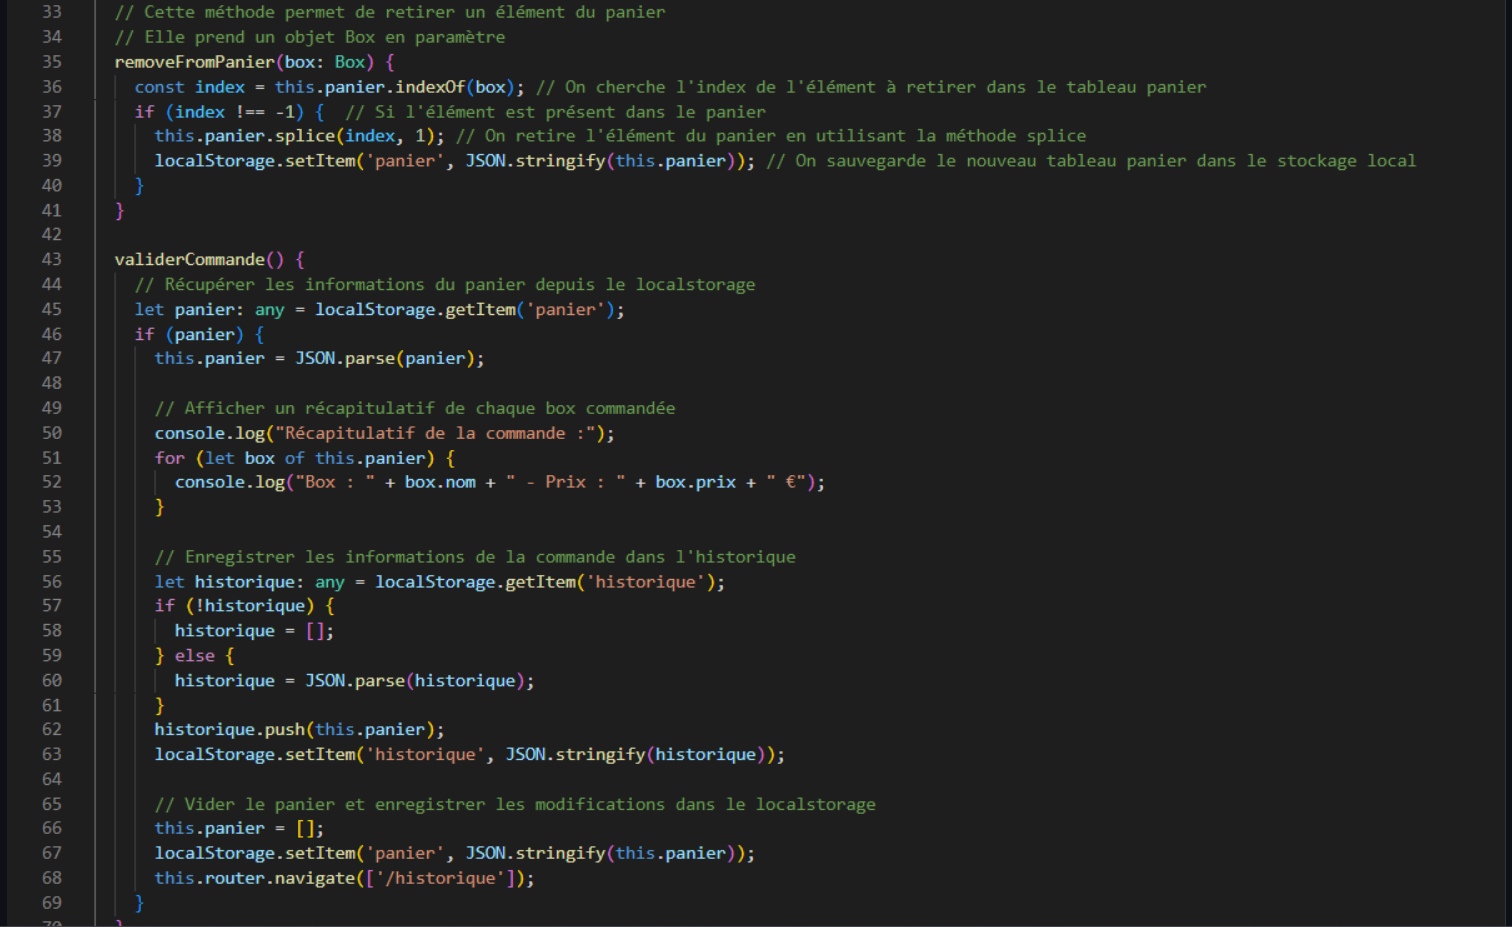 33 // Cette méthode permet de retirer un élément du panier
34 // Elle prend un objet Box en paramètre
35 removeFromPanier(box: Box) {
36 const index = this.panier.indexOf(box); // On cherche l'index de l'élément à retirer dans le tableau panier
37 if (index !== -1) { // Si l'élément est présent dans le panier
38 this.panier.splice(index, 1); // On retire l'élément du panier en utilisant la méthode splice
39 localStorage.setItem('panier', JSON.stringify(this.panier)); // On sauvegarde le nouveau tableau panier dans le stockage local
40 }
41 }
42
43 validerCommande() {
44 // Récupérer les informations du panier depuis le localstorage
45 let panier: any = localStorage.getItem('panier');
46 if (panier) {
47 this.panier = JSON.parse(panier);
48
49 // Afficher un récapitulatif de chaque box commandée
50 console.log("Récapitulatif de la commande :");
51 for (let box of this.panier) {
52 console.log("Box : " + box.nom + " - Prix : " + box.prix + " €");
53 }
54
55 // Enregistrer les informations de la commande dans l'historique
56 let historique: any = localStorage.getItem('historique');
57 if (!historique) {
58 historique = [];
59 } else {
60 historique = JSON.parse(historique);
61 }
62 historique.push(this.panier);
63 localStorage.setItem('historique', JSON.stringify(historique));
64
65 // Vider le panier et enregistrer les modifications dans le localstorage
66 this.panier = [];
67 localStorage.setItem('panier', JSON.stringify(this.panier));
68 this.router.navigate(['/historique']);
69 }
70 }